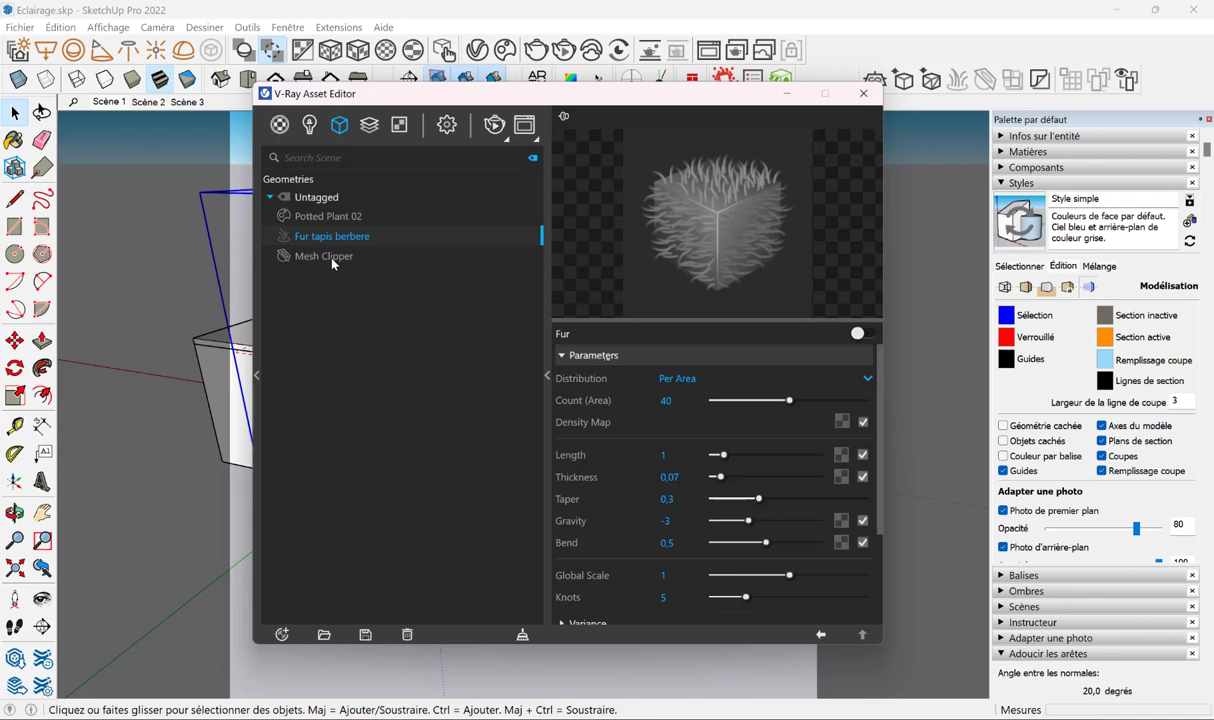 Eclairage.skp - SketchUp Pro 2022
Fichier Édition Affichage Caméra Dessiner Outils Fenêtre Extensions Aide
AR
Scène 1 Scène 2 Scène 3
V-Ray Asset Editor
Search Scene
Geometries
Untagged
Potted Plant 02
Fur tapis berbere
Mesh Clipper
Fur
Parameters
Distribution Per Area
Count (Area) 40
Density Map
Length 1
Thickness 0,07
Taper 0,3
Gravity -3
Bend 0,5
Global Scale 1
Knots 5
Variance
Palette par défaut
Infos sur l'entité
Matières
Composants
Styles
Style simple
Couleurs de face par défaut.
Ciel bleu et arrière-plan de
couleur grise.
Sélectionner Édition Mélange
Modélisation
Sélection Section inactive
Verrouillé Section active
Guides Remplissage coupe
Lignes de section
Largeur de la ligne de coupe 3
Géométrie cachée Axes du modèle
Objets cachés Plans de section
Couleur par balise Coupes
Guides Remplissage coupe
Adapter une photo
Photo de premier plan
Opacité 80
Photo d'arrière-plan
100
Balises
Ombres
Scènes
Instructeur
Adapter une photo
Adoucir les arêtes
Angle entre les normales:
20,0 degrés
Cliquez ou faites glisser pour sélectionner des objets. Maj = Ajouter/Soustraire. Ctrl = Ajouter. Maj + Ctrl = Soustraire.
Mesures